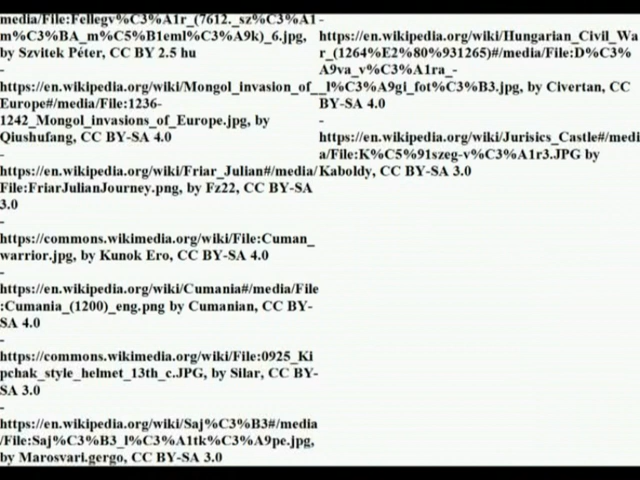 media/File:Fellegv%C3%A1r_(7612._sz%C3%A1
m%C3%BA_m%C5%B1eml%C3%A9k)_6.jpg,
by Szvitek Péter, CC BY 2.5 hu
-
https://en.wikipedia.org/wiki/Mongol_invasion_of_
Europe#/media/File:1236-
1242_Mongol_invasions_of_Europe.jpg, by
Qiushufang, CC BY-SA 4.0
-
https://en.wikipedia.org/wiki/Friar_Julian#/media/
File:FriarJulianJourney.png, by Fz22, CC BY-SA
3.0
-
https://commons.wikimedia.org/wiki/File:Cuman_
warrior.jpg, by Kunok Ero, CC BY-SA 4.0
-
https://en.wikipedia.org/wiki/Cumania#/media/File
:Cumania_(1200)_eng.png by Cumanian, CC BY-
SA 4.0
-
https://commons.wikimedia.org/wiki/File:0925_Ki
pchak_style_helmet_13th_c.JPG, by Silar, CC BY-
SA 3.0
-
https://en.wikipedia.org/wiki/Saj%C3%B3#/media
/File:Saj%C3%B3_l%C3%A1tk%C3%A9pe.jpg,
by Marosvari.gergo, CC BY-SA 3.0
-
https://en.wikipedia.org/wiki/Hungarian_Civil_Wa
r_(1264%E2%80%931265)#/media/File:D%C3%
A9va_v%C3%A1ra_-
_l%C3%A9gi_fot%C3%B3.jpg, by Civertan, CC
BY-SA 4.0
-
https://en.wikipedia.org/wiki/Jurisics_Castle#/medi
a/File:K%C5%91szeg-v%C3%A1r3.JPG by
Kaboldy, CC BY-SA 3.0